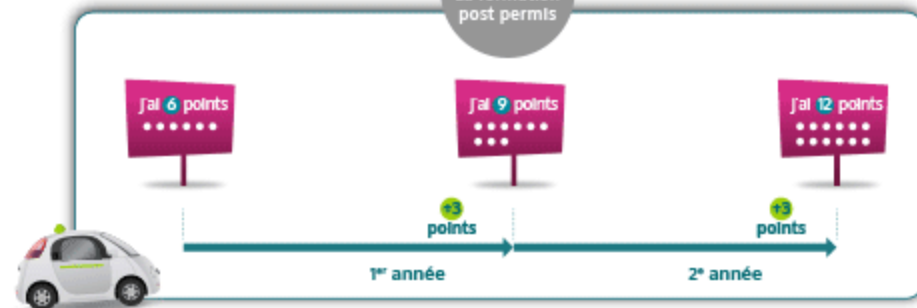 post permis
J'ai 6 points
J'ai 9 points
J'ai 12 points
+3
points
+3
points
1er année
2e année